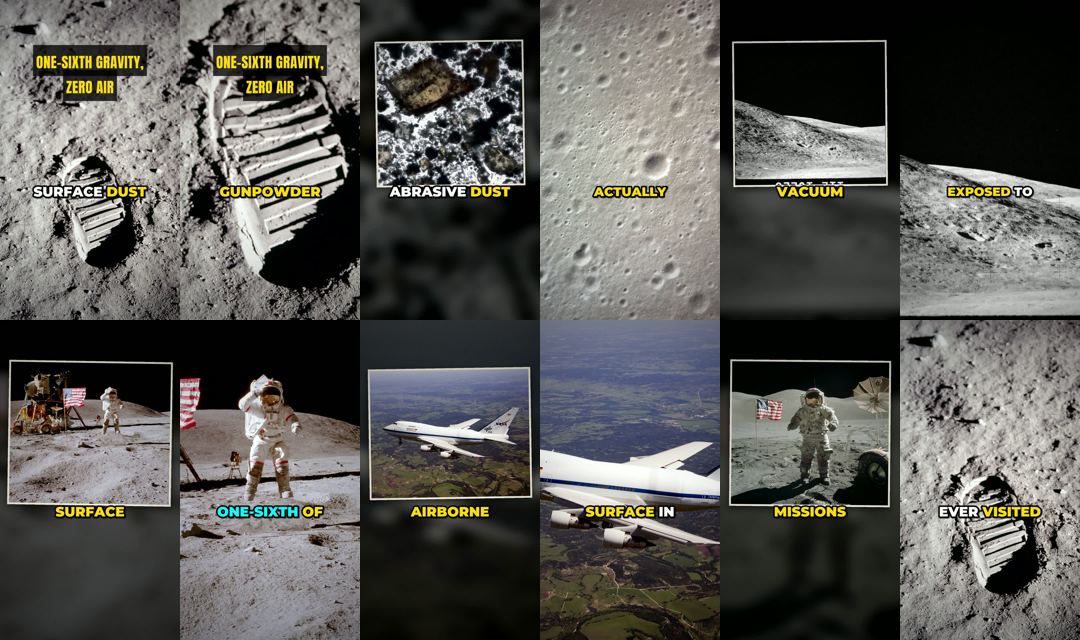 ONE-SIXTH GRAVITY,
ZERO AIR
SURFACE DUST
ONE-SIXTH GRAVITY,
ZERO AIR
GUNPOWDER
ABRASIVE DUST
ACTUALLY
VACUUM
EXPOSED TO
SURFACE
ONE-SIXTH OF
AIRBORNE
SURFACE IN
MISSIONS
EVER VISITED